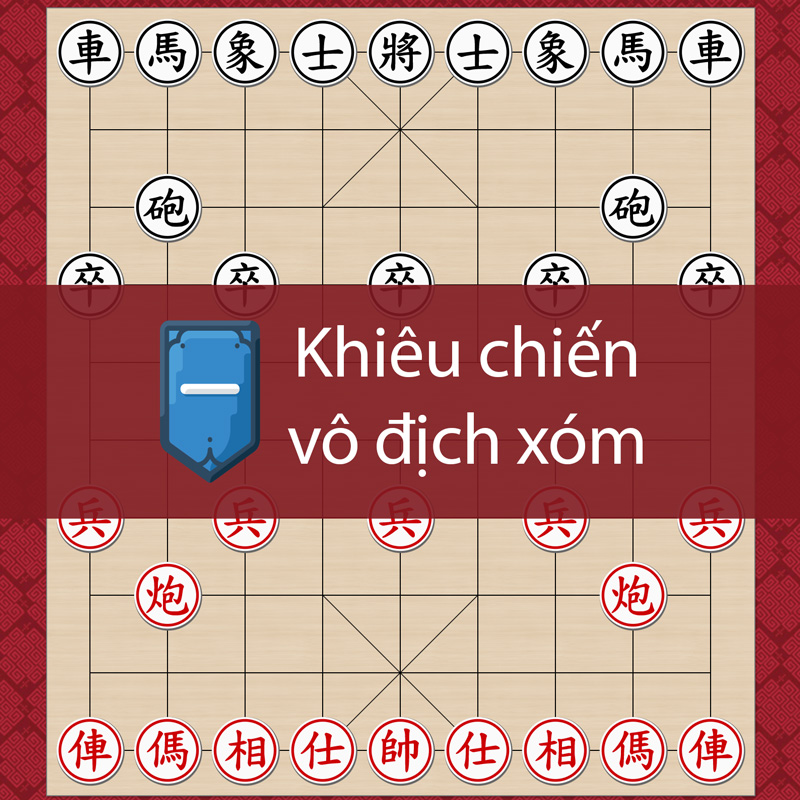 車 馬 象 士 將 士 象 馬 車
砲 砲
卒 卒 卒 卒 卒
Khiêu chiến
vô địch xóm
兵 兵 兵 兵 兵
炮 炮
俥 傌 相 仕 帥 仕 相 傌 俥